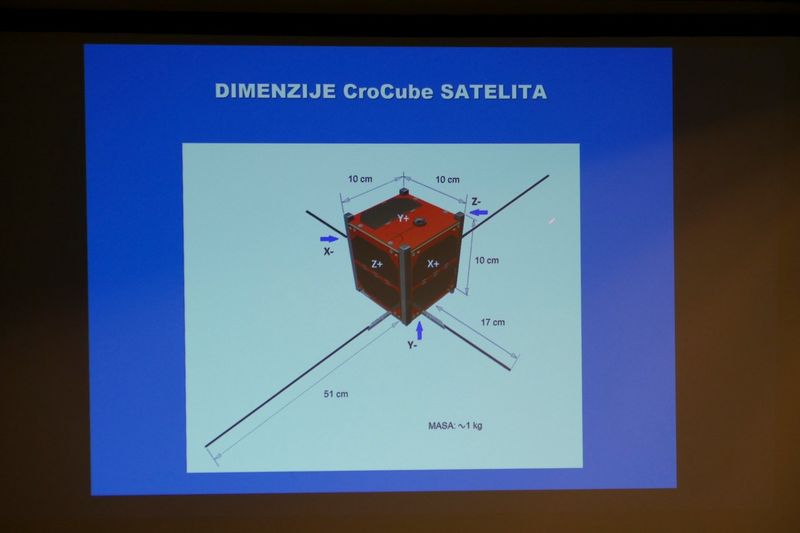 DIMENZIJE CroCube SATELITA
10 cm
10 cm
Z-
Y+
X-
Z+
X+
10 cm
17 cm
Y-
51 cm
MASA: ~1 kg